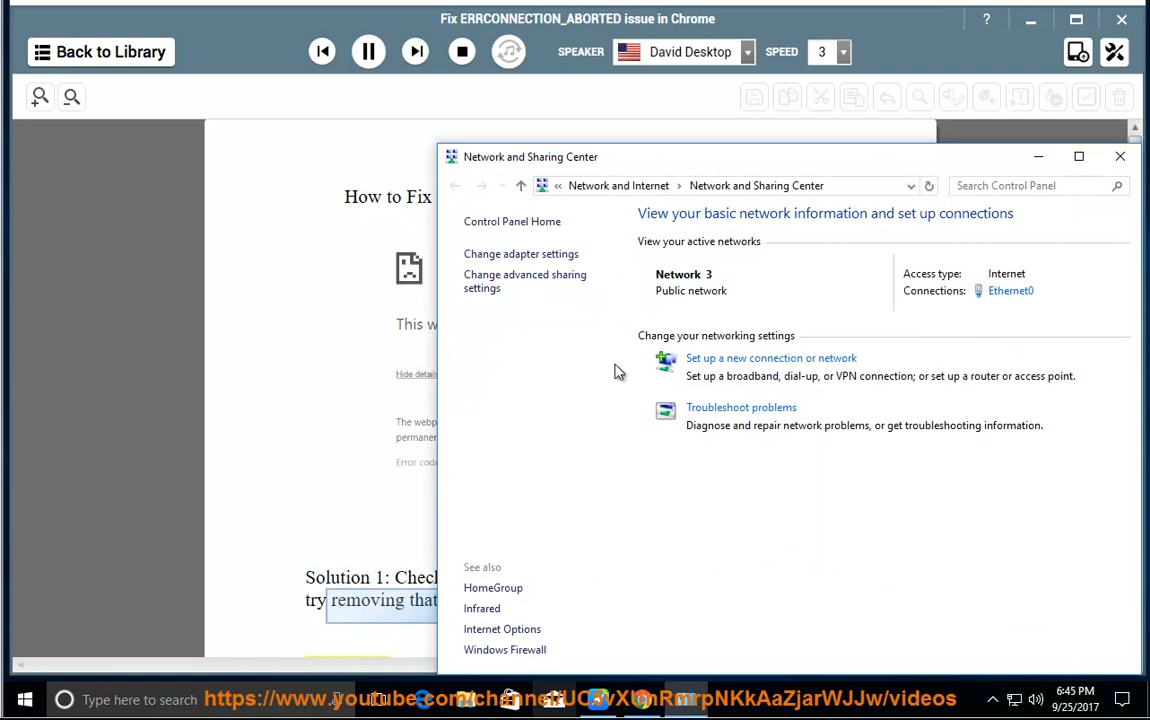 Fix ERRCONNECTION_ABORTED issue in Chrome
?
Back to Library
SPEAKER
David Desktop
SPEED
3
How to Fix
This w
Hide detail
The webp
permanen
Error code
Solution 1: Chec
try removing that
Network and Sharing Center
« Network and Internet › Network and Sharing Center
Search Control Panel
Control Panel Home
Change adapter settings
Change advanced sharing
settings
See also
HomeGroup
Infrared
Internet Options
Windows Firewall
View your basic network information and set up connections
View your active networks
Network 3
Public network
Access type: Internet
Connections: Ethernet0
Change your networking settings
Set up a new connection or network
Set up a broadband, dial-up, or VPN connection; or set up a router or access point.
Troubleshoot problems
Diagnose and repair network problems, or get troubleshooting information.
Type here to search
6:45 PM
9/25/2017